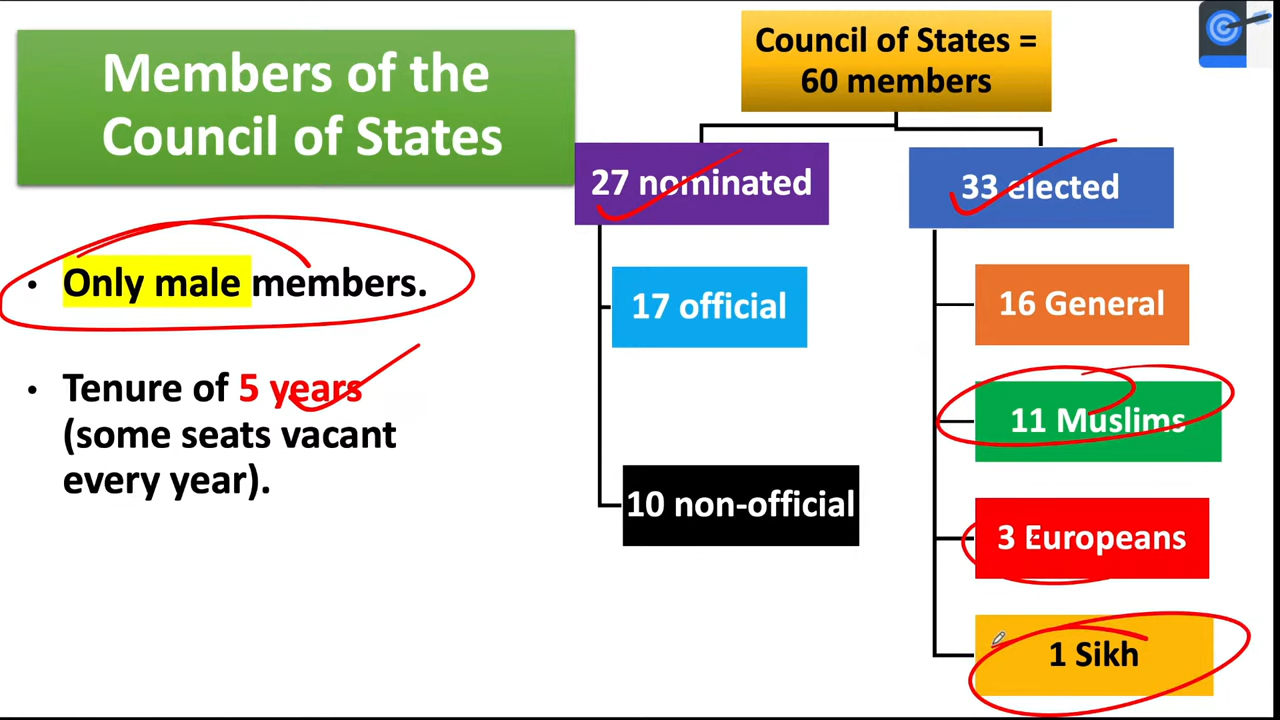 Members of the
Council of States
• Only male members.
• Tenure of 5 years
(some seats vacant
every year).
Council of States =
60 members
27 nominated
17 official
10 non-official
33 elected
16 General
11 Muslims
3 Europeans
1 Sikh